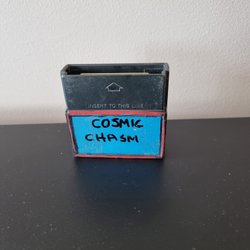 INSERT TO THIS LINE
COSMIC
CHASM